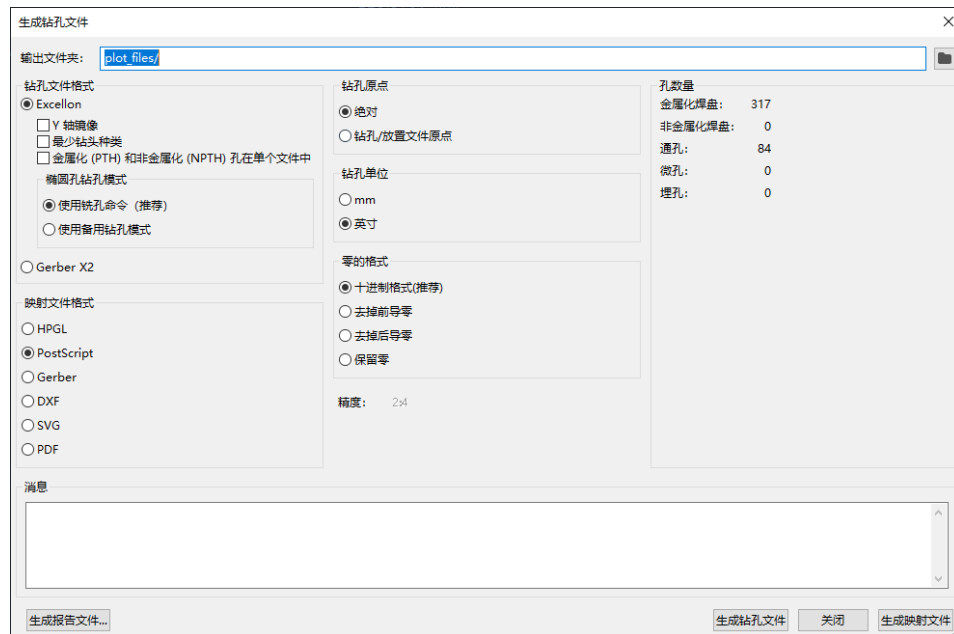 生成钻孔文件
输出文件夹: plot_files/
钻孔文件格式
Excellon
Y 轴镜像
最少钻头种类
金属化 (PTH) 和非金属化 (NPTH) 孔在单个文件中
椭圆孔钻孔模式
使用铣孔命令（推荐）
使用备用钻孔模式
Gerber X2
映射文件格式
HPGL
PostScript
Gerber
DXF
SVG
PDF
钻孔原点
绝对
钻孔/放置文件原点
钻孔单位
mm
英寸
零的格式
十进制格式(推荐)
去掉前导零
去掉后导零
保留零
精度: 2:4
孔数量
金属化焊盘: 317
非金属化焊盘: 0
通孔: 84
微孔: 0
埋孔: 0
消息
生成报告文件... 生成钻孔文件 关闭 生成映射文件